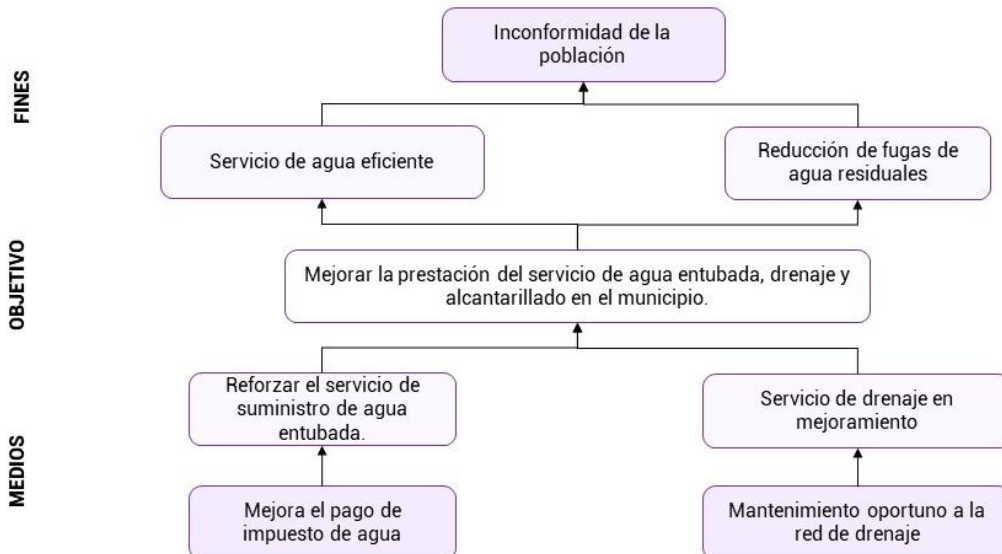 FINES
Inconformidad de la
población
Servicio de agua eficiente
Reducción de fugas de
agua residuales
OBJETIVO
Mejorar la prestación del servicio de agua entubada, drenaje y
alcantarillado en el municipio.
MEDIOS
Reforzar el servicio de
suministro de agua
entubada.
Servicio de drenaje en
mejoramiento
Mejora el pago de
impuesto de agua
Mantenimiento oportuno a la
red de drenaje